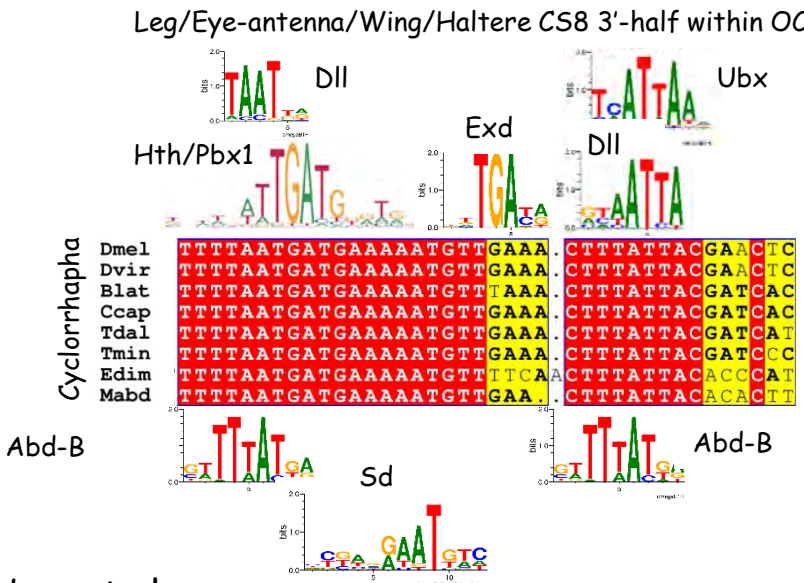 Leg/Eye-antenna/Wing/Haltere CS8 3'-half within OC
Dll
Ubx
Hth/Pbx1
Exd
Dll
Cyclorrhapha
Dmel TTTTAATGATGAAAAATGTTGAAA.CTTTATTACGAACTC
Dvir TTTTAATGATGAAAAATGTTGAAA.CTTTATTACGAACTC
Blat TTTTAATGATGAAAAATGTTTAAA.CTTTATTACGATCAC
Ccap TTTTAATGATGAAAAATGTTGAAA.CTTTATTACGATCAC
Tdal TTTTAATGATGAAAAATGTTGAAA.CTTTATTACGATCAT
Tmin TTTTAATGATGAAAAATGTTGAAA.CTTTATTACGATCCC
Edim TTTTAATGATGAAAAATGTTTTCAACTTTATTACACCCAT
Mabd TTTTAATGATGAAAAATGTTGAA..CTTTATTACACACTT
Abd-B
Abd-B
Sd